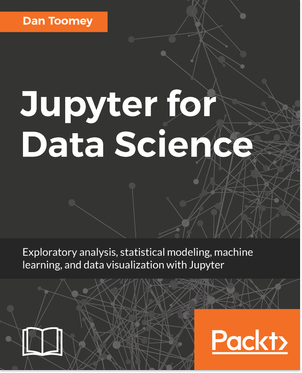 Dan Toomey
Jupyter for
Data Science
Exploratory analysis, statistical modeling, machine
learning, and data visualization with Jupyter
Packt>